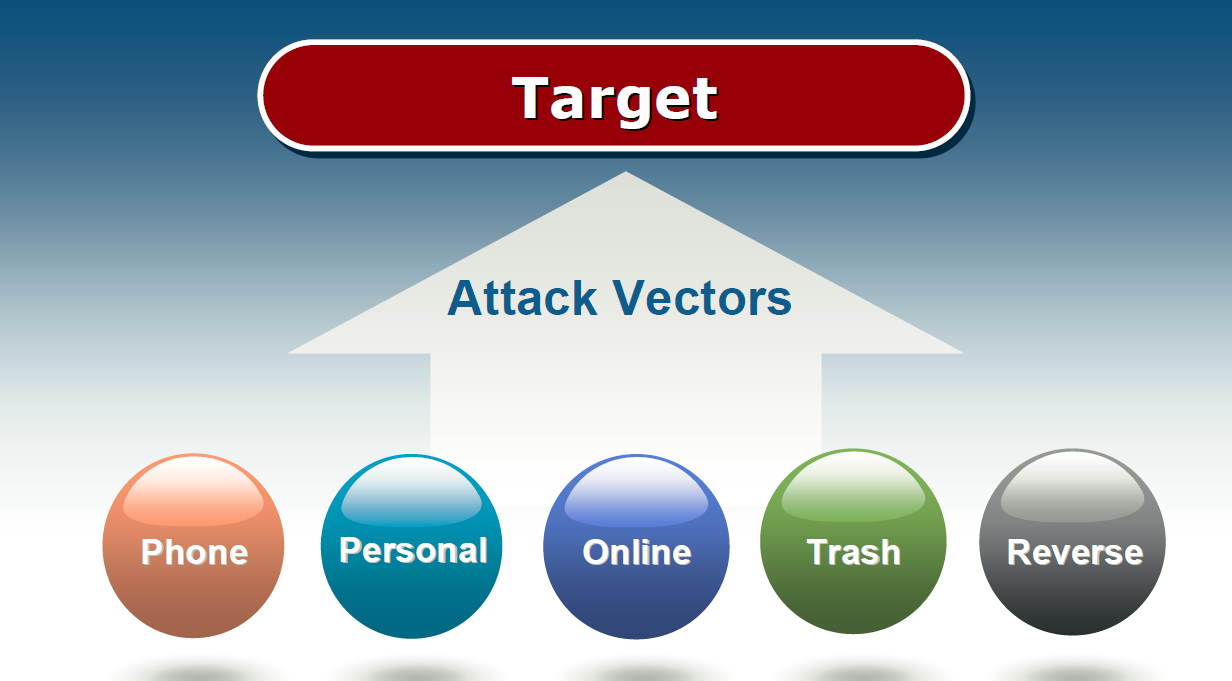 Target
Attack Vectors
Phone
Personal
Online
Trash
Reverse